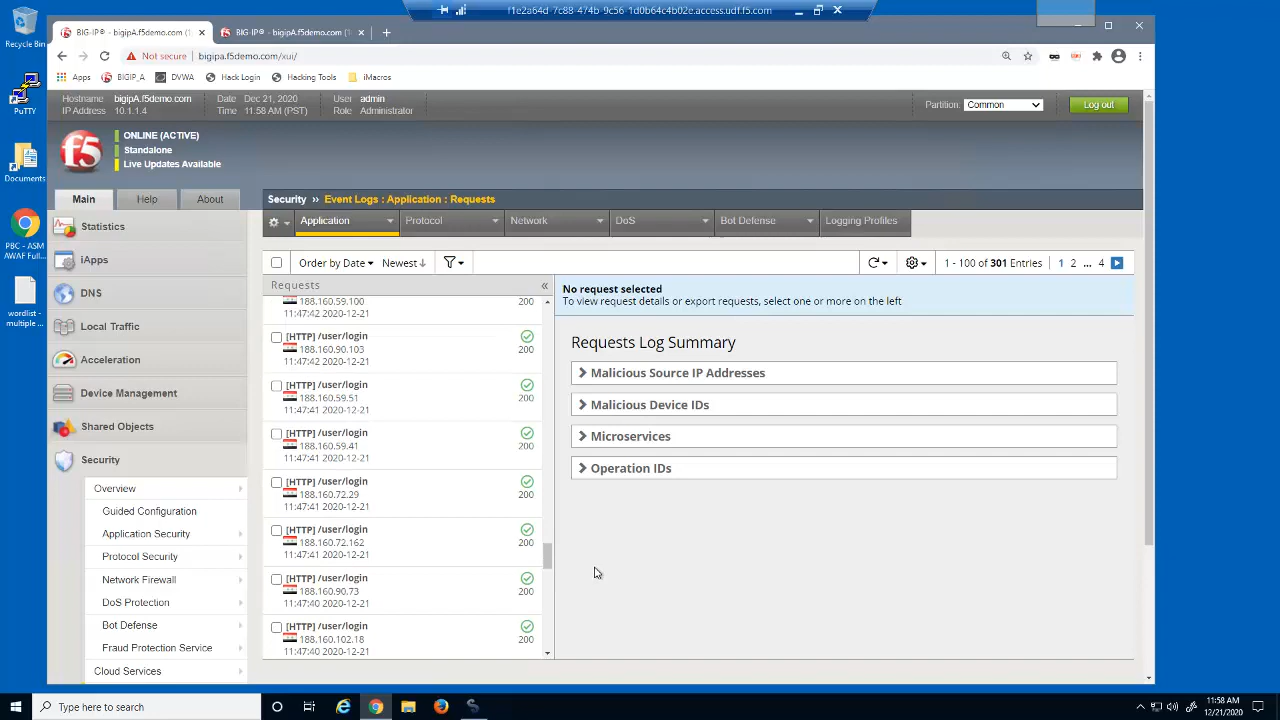 f1e2a64d-7c88-474b-9c56-1d0b64c4b02e.access.udf.f5.com
Recycle Bin
PuTTY
Documents
PBC - ASM
AWAF Full...
wordlist -
multiple ...
BIG-IP® - bigipA.f5demo.com (1
BIG-IP® - bigipA.f5demo.com (1
Not secure
bigipa.f5demo.com/xui/
Apps
BIGIP_A
DVWA
Hack Login
Hacking Tools
iMacros
Hostname bigipA.f5demo.com
IP Address 10.1.1.4
Date Dec 21, 2020
Time 11:58 AM (PST)
User admin
Role Administrator
Partition: Common
Log out
f5
ONLINE (ACTIVE)
Standalone
Live Updates Available
Main
Help
About
Security ›› Event Logs : Application : Requests
Statistics
iApps
DNS
Local Traffic
Acceleration
Device Management
Shared Objects
Security
Overview
Guided Configuration
Application Security
Protocol Security
Network Firewall
DoS Protection
Bot Defense
Fraud Protection Service
Cloud Services
Application
Protocol
Network
DoS
Bot Defense
Logging Profiles
Order by Date
Newest
1 - 100 of 301 Entries
1 2 ... 4
Requests
188.160.59.100 200
11:47:42 2020-12-21
[HTTP] /user/login
188.160.90.103 200
11:47:42 2020-12-21
[HTTP] /user/login
188.160.59.51 200
11:47:41 2020-12-21
[HTTP] /user/login
188.160.59.41 200
11:47:41 2020-12-21
[HTTP] /user/login
188.160.72.29 200
11:47:41 2020-12-21
[HTTP] /user/login
188.160.72.162 200
11:47:41 2020-12-21
[HTTP] /user/login
188.160.90.73 200
11:47:40 2020-12-21
[HTTP] /user/login
188.160.102.18 200
11:47:40 2020-12-21
No request selected
To view request details or export requests, select one or more on the left
Requests Log Summary
Malicious Source IP Addresses
Malicious Device IDs
Microservices
Operation IDs
Type here to search
11:58 AM
12/21/2020